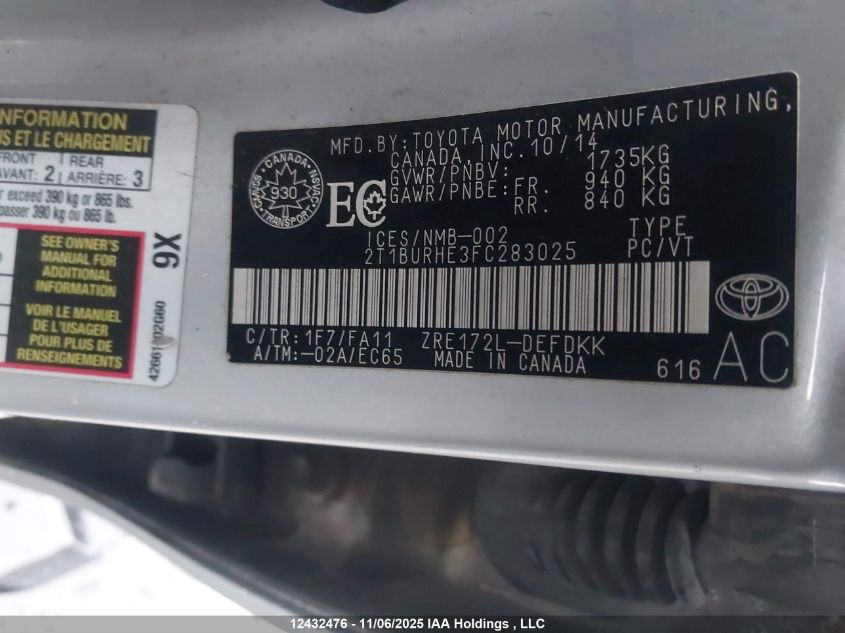 INFORMATION
S ET LE CHARGEMENT
FRONT REAR
AVANT: 2 ARRIÈRE: 3
r exceed 390 kg or 865 lbs.
passer 390 kg ou 865 lb.
SEE OWNER'S
MANUAL FOR
ADDITIONAL
INFORMATION
VOIR LE MANUEL
DE L'USAGER
POUR PLUS DE
RENSEIGNEMENTS
9X
42661 02G60
MFD.BY:TOYOTA MOTOR MANUFACTURING,
CANADA,INC.10/14
GVWR/PNBV: 1735KG
GAWR/PNBE:FR. 940 KG
RR. 840 KG
CANADA
930
TRANSPORT
EC
ICES/NMB-002 TYPE
2T1BURHE3FC283025 PC/VT
C/TR:1F7/FA11 ZRE172L-DEFDKK
A/TM:-02A/EC65 MADE IN CANADA 616 AC
12432476 - 11/06/2025 IAA Holdings , LLC